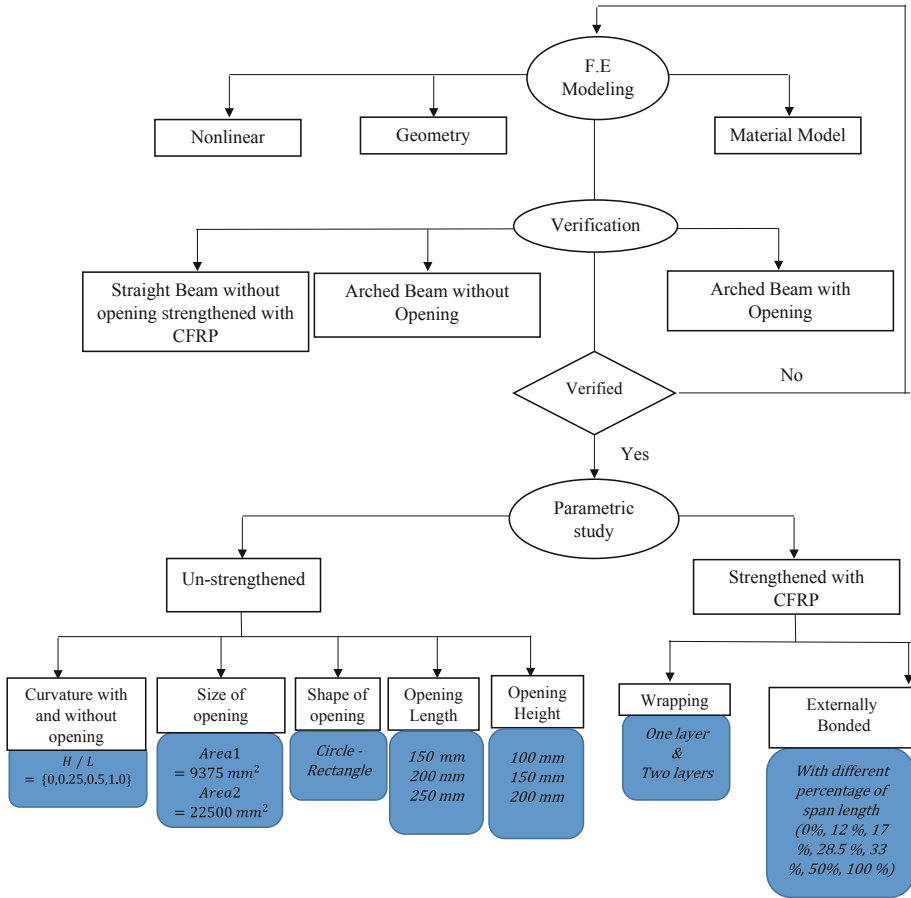 F.E
Modeling
Nonlinear
Geometry
Material Model
Verification
Straight Beam without
opening strengthened with
CFRP
Arched Beam without
Opening
Arched Beam with
Opening
Verified
No
Yes
Parametric
study
Un-strengthened
Strengthened with
CFRP
Curvature with
and without
opening
H / L
= {0,0.25,0.5,1.0}
Size of
opening
Area1
= 9375 mm²
Area2
= 22500 mm²
Shape of
opening
Circle -
Rectangle
Opening
Length
150 mm
200 mm
250 mm
Opening
Height
100 mm
150 mm
200 mm
Wrapping
One layer
&
Two layers
Externally
Bonded
With different
percentage of
span length
(0%, 12 %, 17
%, 28.5 %, 33
%, 50%, 100 %)